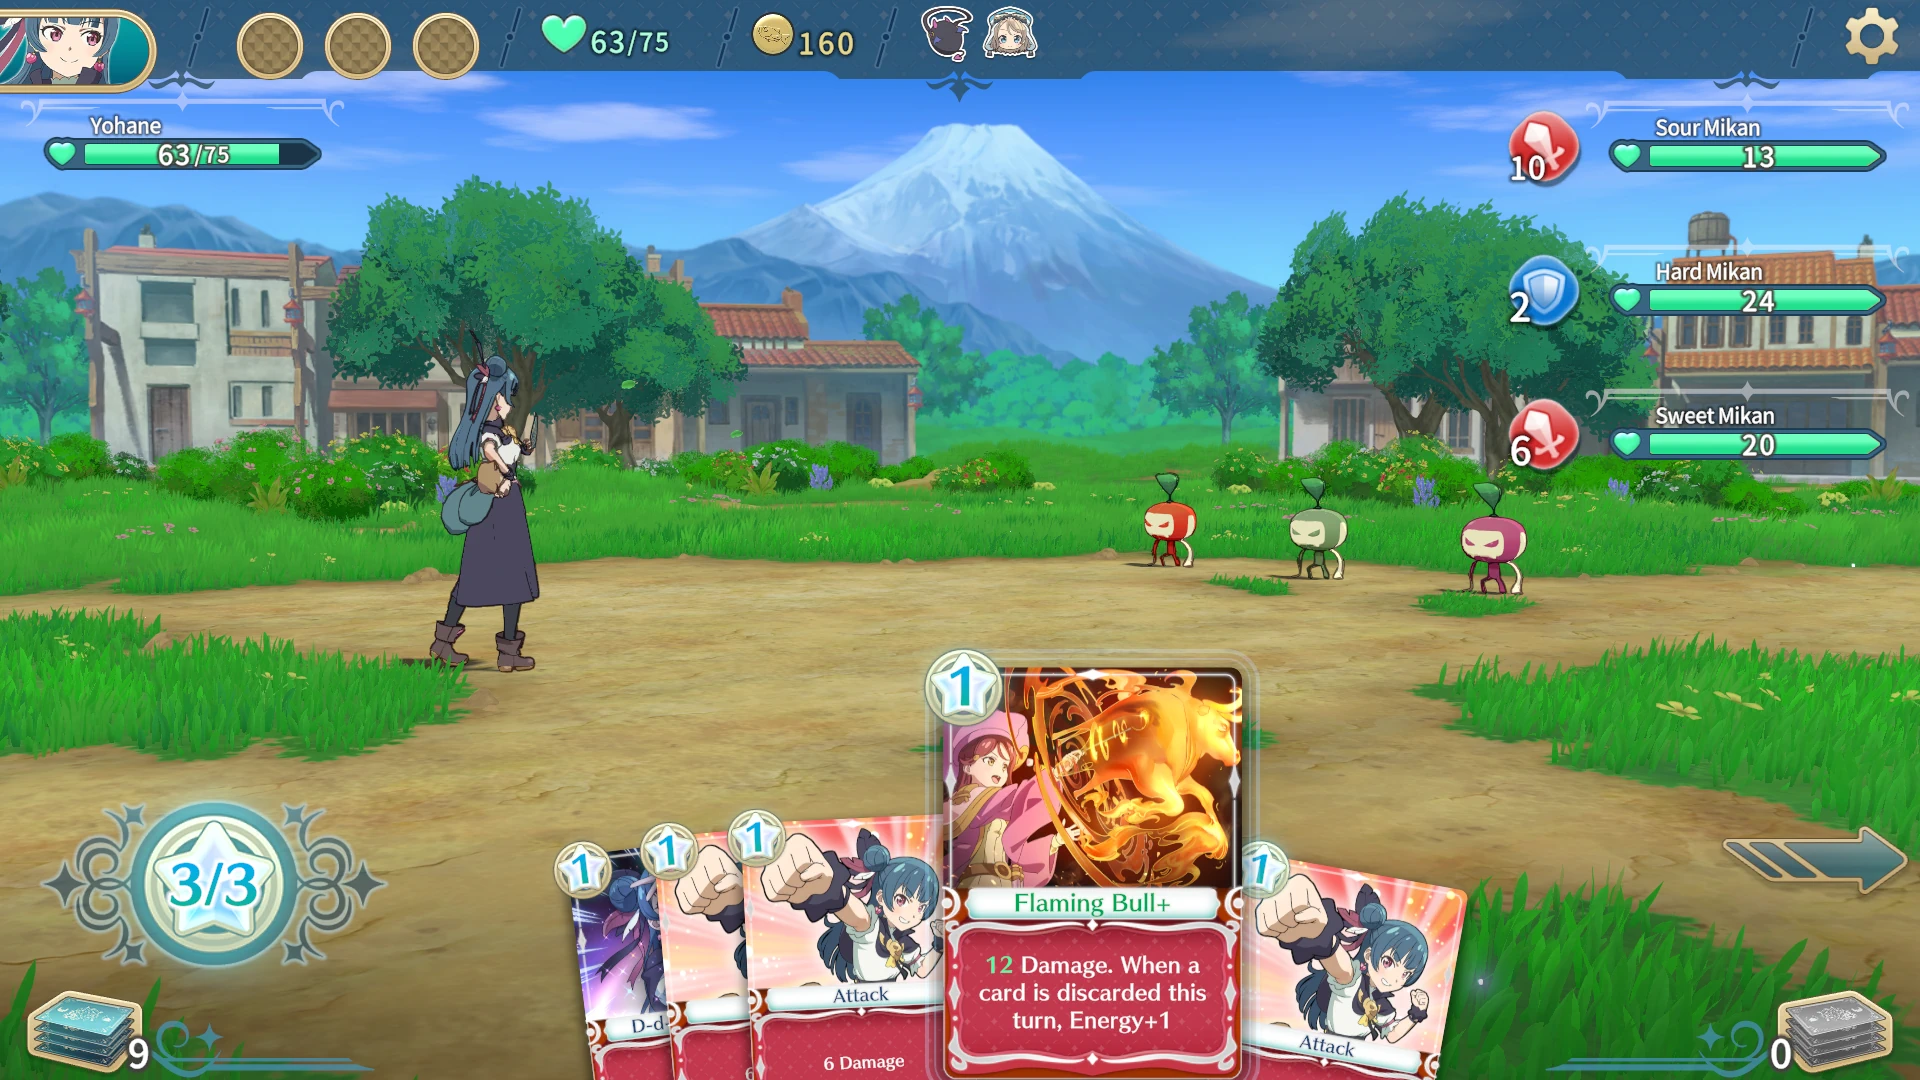 63/75
160
Yohane
63/75
10
Sour Mikan
13
2
Hard Mikan
24
6
Sweet Mikan
20
3/3
9
1
D-d-
1
1
Attack
6 Damage
1
Flaming Bull+
12 Damage. When a
card is discarded this
turn, Energy+1
1
Attack
0